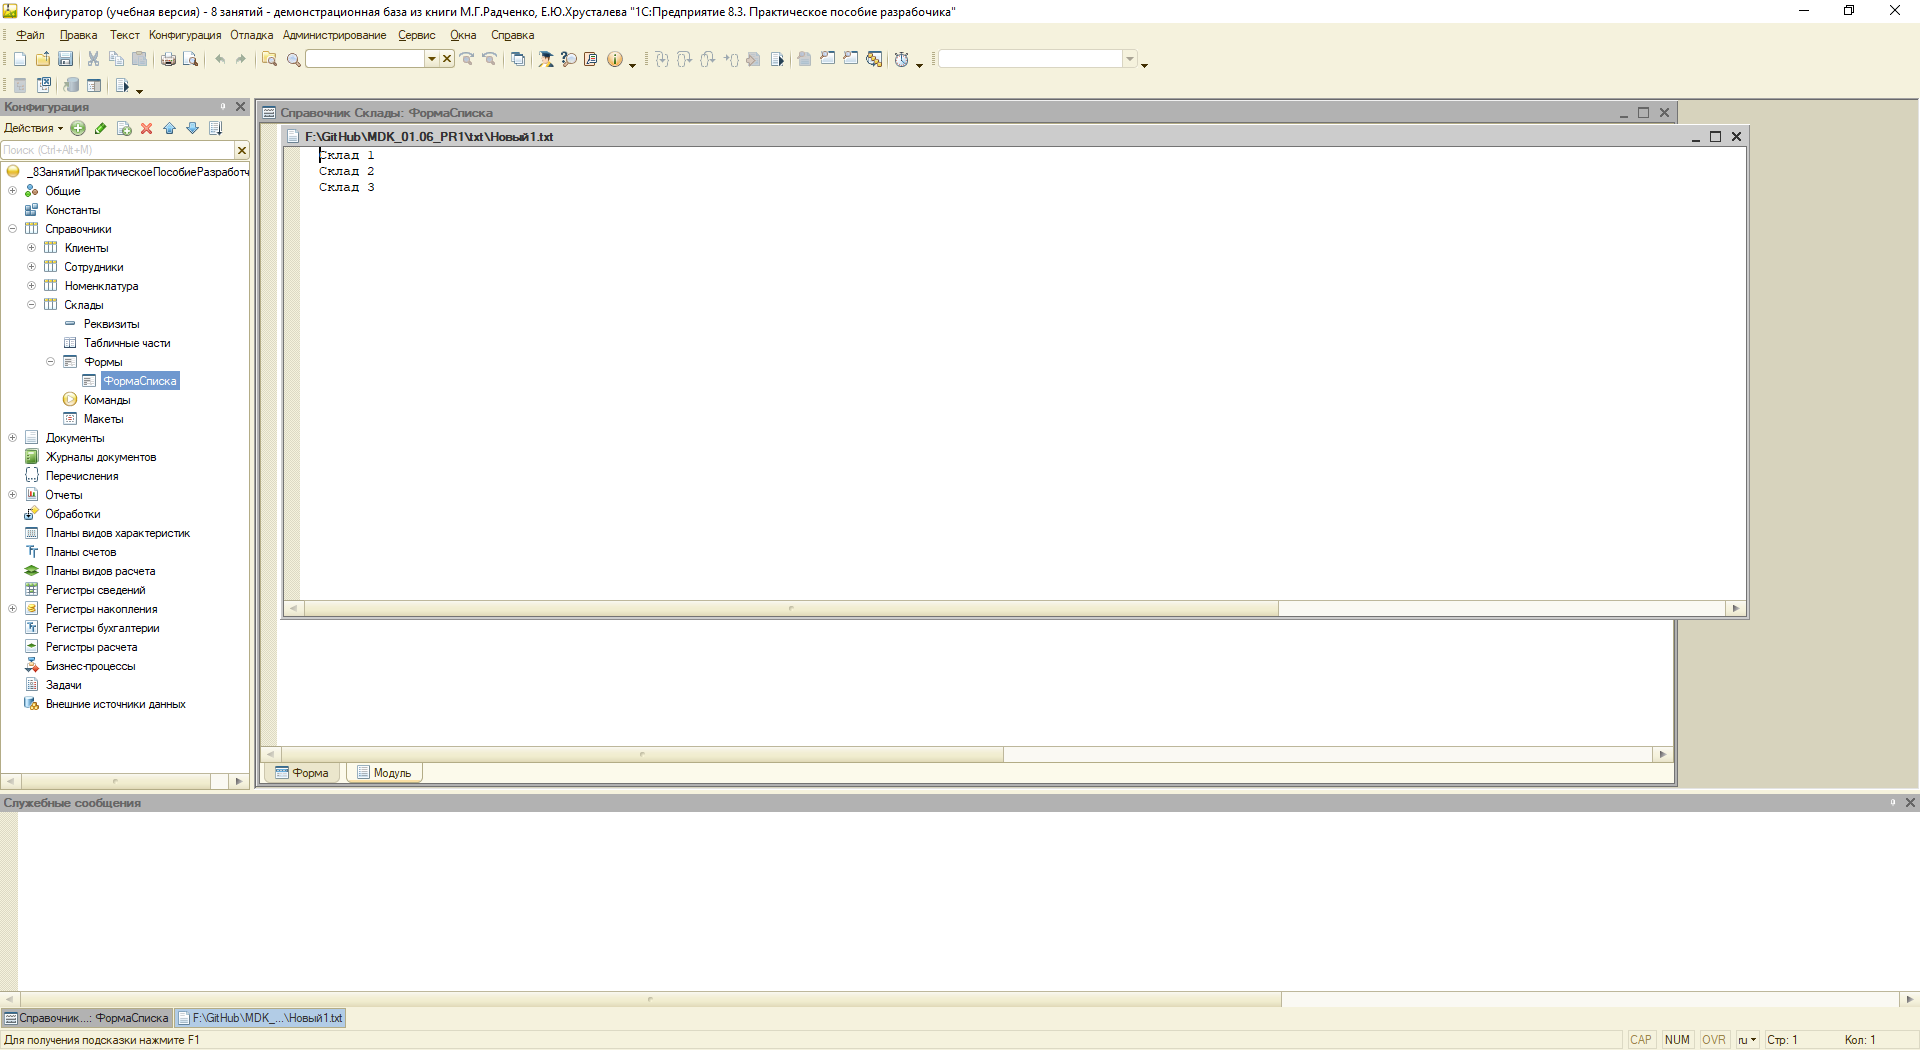 Конфигуратор (учебная версия) - 8 занятий - демонстрационная база из книги М.Г.Радченко, Е.Ю.Хрусталева "1С:Предприятие 8.3. Практическое пособие разрабочика"
Файл Правка Текст Конфигурация Отладка Администрирование Сервис Окна Справка
Конфигурация
Действия
Поиск (Ctrl+Alt+M)
_8ЗанятийПрактическоеПособиеРазработч
Общие
Константы
Справочники
Клиенты
Сотрудники
Номенклатура
Склады
Реквизиты
Табличные части
Формы
ФормаСписка
Команды
Макеты
Документы
Журналы документов
Перечисления
Отчеты
Обработки
Планы видов характеристик
Планы счетов
Планы видов расчета
Регистры сведений
Регистры накопления
Регистры бухгалтерии
Регистры расчета
Бизнес-процессы
Задачи
Внешние источники данных
Справочник Склады: ФормаСписка
F:\GitHub\MDK_01.06_PR1\txt\Новый1.txt
Склад 1
Склад 2
Склад 3
Форма Модуль
Служебные сообщения
Справочник...: ФормаСписка F:\GitHub\MDK_...\Новый1.txt
Для получения подсказки нажмите F1 CAP NUM OVR ru Стр: 1 Кол: 1